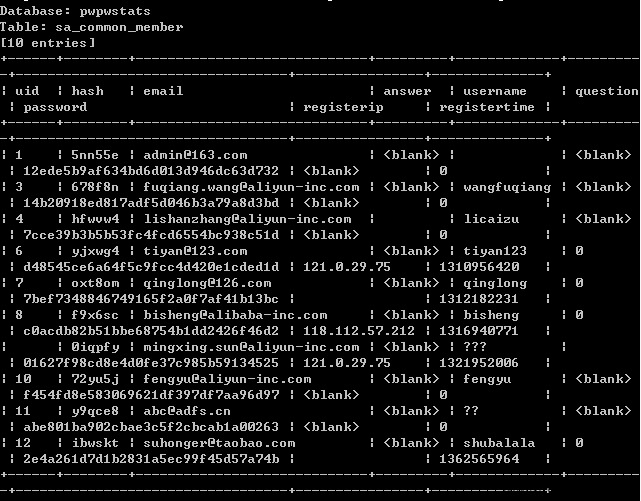 Database: pwpwstats
Table: sa_common_member
[10 entries]
+-----+--------+---------------------------+---------+-----------+---------
-+----------------------------------+----------------+--------------+
| uid | hash | email | answer | username | question
| password | registerip | registertime |
+-----+--------+---------------------------+---------+-----------+---------
-+----------------------------------+----------------+--------------+
| 1 | 5nn55e | admin@163.com | <blank> | | <blank>
| 12ede5b9af634bd6d013d946dc63d732 | <blank> | 0
| 3 | 678f8n | fuqiang.wang@aliyun-inc.com | <blank> | wangfuqiang | <blank>
| 14b20918ed817adf5d046b3a79a8d3bd | <blank> | 0
| 4 | hfwvw4 | lishanzhang@aliyun-inc.com | | licaizu | <blank>
| 7cce39b3b5b53fc4fcd6554bc938c51d | <blank> | 0
| 6 | yjxwg4 | tiyan@123.com | <blank> | tiyan123 | 0
| d48545ce6a64f5c9fcc4d420e1cded1d | 121.0.29.75 | 1310956420
| 7 | oxt8om | qinglong@126.com | <blank> | qinglong | 0
| 7bef7348846749165f2a0f7af41b13bc | | 1312182231
| 8 | f9x6sc | bisheng@alibaba-inc.com | <blank> | bisheng | 0
| c0acdb82b51bbe68754b1dd2426f46d2 | 118.112.57.212 | 1316940771
| | 0iqpfy | mingxing.sun@aliyun-inc.com | <blank> | ??? |
| 01627f98cd8e4d0fe37c985b59134525 | 121.0.29.75 | 1321952006
| 10 | 72yu5j | fengyu@aliyun-inc.com | <blank> | fengyu | <blank>
| f454fd8e583069621df397df7aa96d97 | <blank> | 0
| 11 | y9qce8 | abc@adfs.cn | <blank> | ?? | <blank>
| abe801ba902cbae3c5f2cbcab1a00263 | <blank> | 0
| 12 | ibwskt | suhonger@taobao.com | <blank> | shubalala | 0
| 2e4a261d7d1b2831a5ec99f45d57a74b | | 1362565964
+-----+--------+---------------------------+---------+-----------+---------
-+----------------------------------+----------------+--------------+